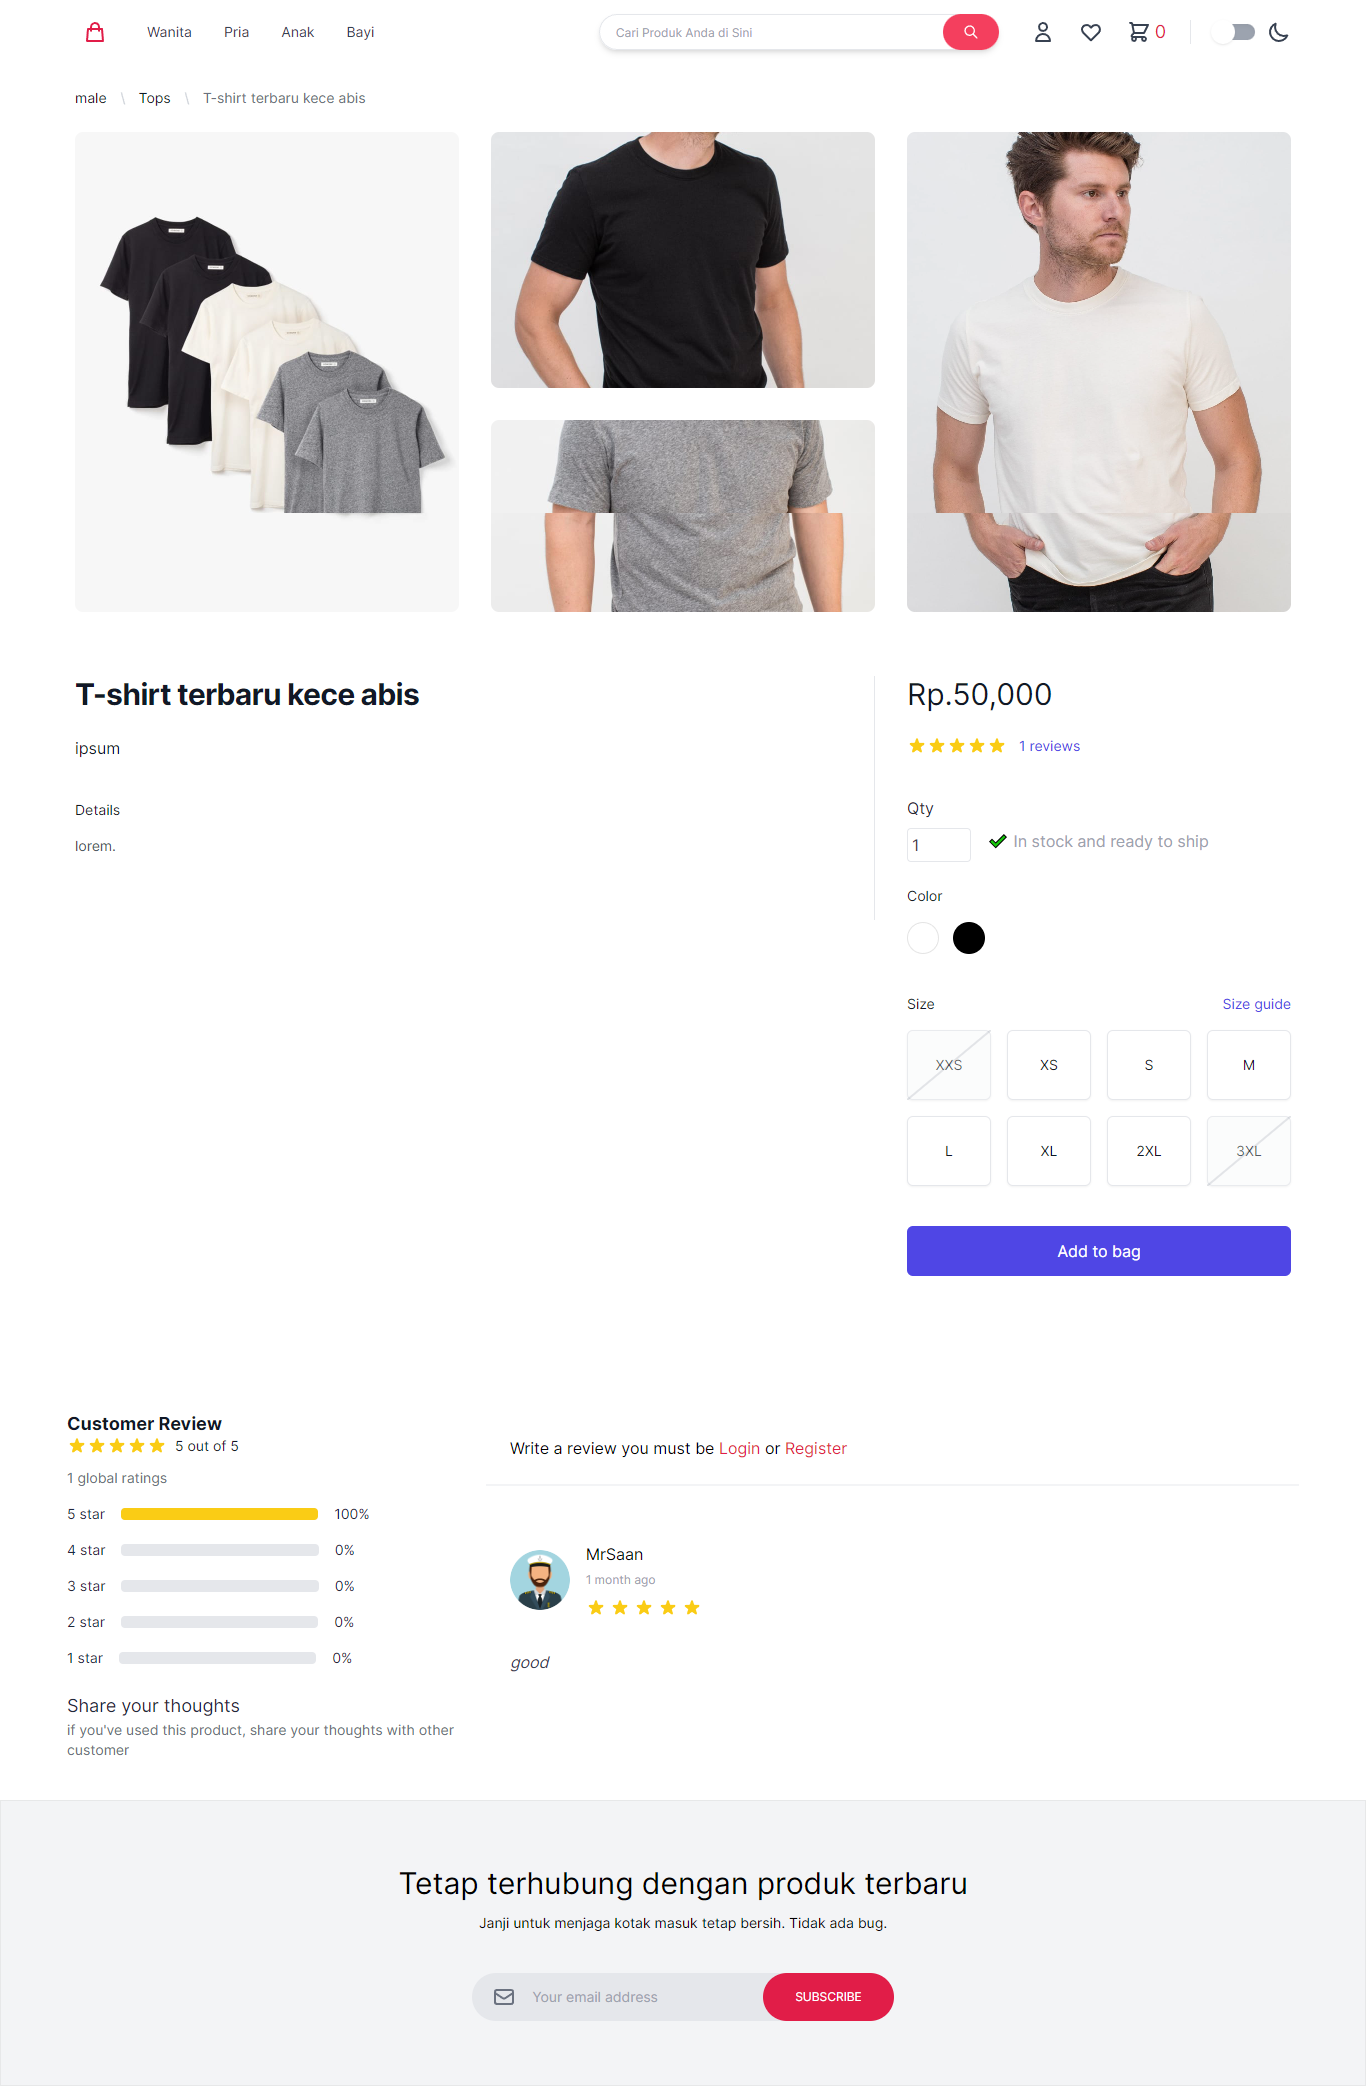 Wanita Pria Anak Bayi Cari Produk Anda di Sini 0
male \ Tops \ T-shirt terbaru kece abis
T-shirt terbaru kece abis
ipsum
Details
lorem.
Rp.50,000
1 reviews
Qty
1 In stock and ready to ship
Color
Size Size guide
XXS XS S M
L XL 2XL 3XL
Add to bag
Customer Review
5 out of 5
1 global ratings
5 star 100%
4 star 0%
3 star 0%
2 star 0%
1 star 0%
Share your thoughts
if you've used this product, share your thoughts with other
customer
Write a review you must be Login or Register
MrSaan
1 month ago
good
Tetap terhubung dengan produk terbaru
Janji untuk menjaga kotak masuk tetap bersih. Tidak ada bug.
Your email address SUBSCRIBE